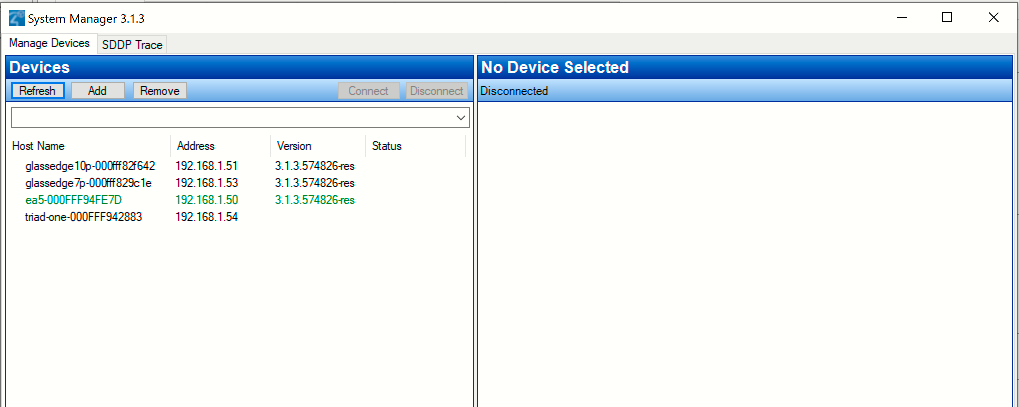 System Manager 3.1.3
Manage Devices SDDP Trace
Devices
Refresh Add Remove Connect Disconnect
Host Name Address Version Status
glassedge10p-000fff82f642 192.168.1.51 3.1.3.574826-res
glassedge7p-000fff829c1e 192.168.1.53 3.1.3.574826-res
ea5-000FFF94FE7D 192.168.1.50 3.1.3.574826-res
triad-one-000FFF942883 192.168.1.54
No Device Selected
Disconnected